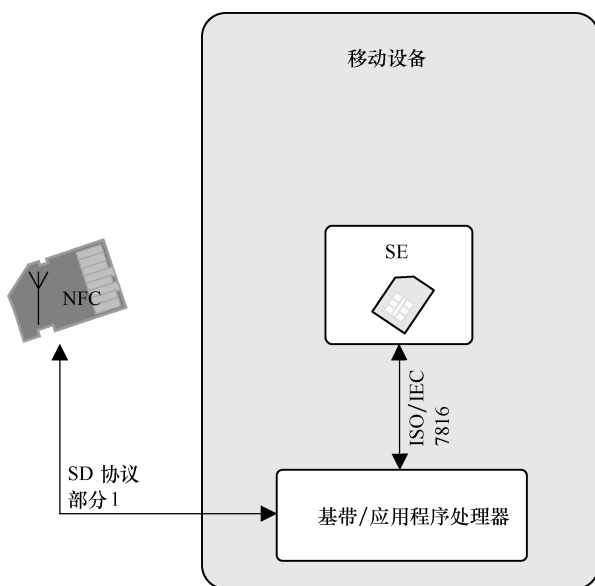 移动设备
SE
NFC
ISO/IEC
7816
SD 协议
部分1
基带/应用程序处理器